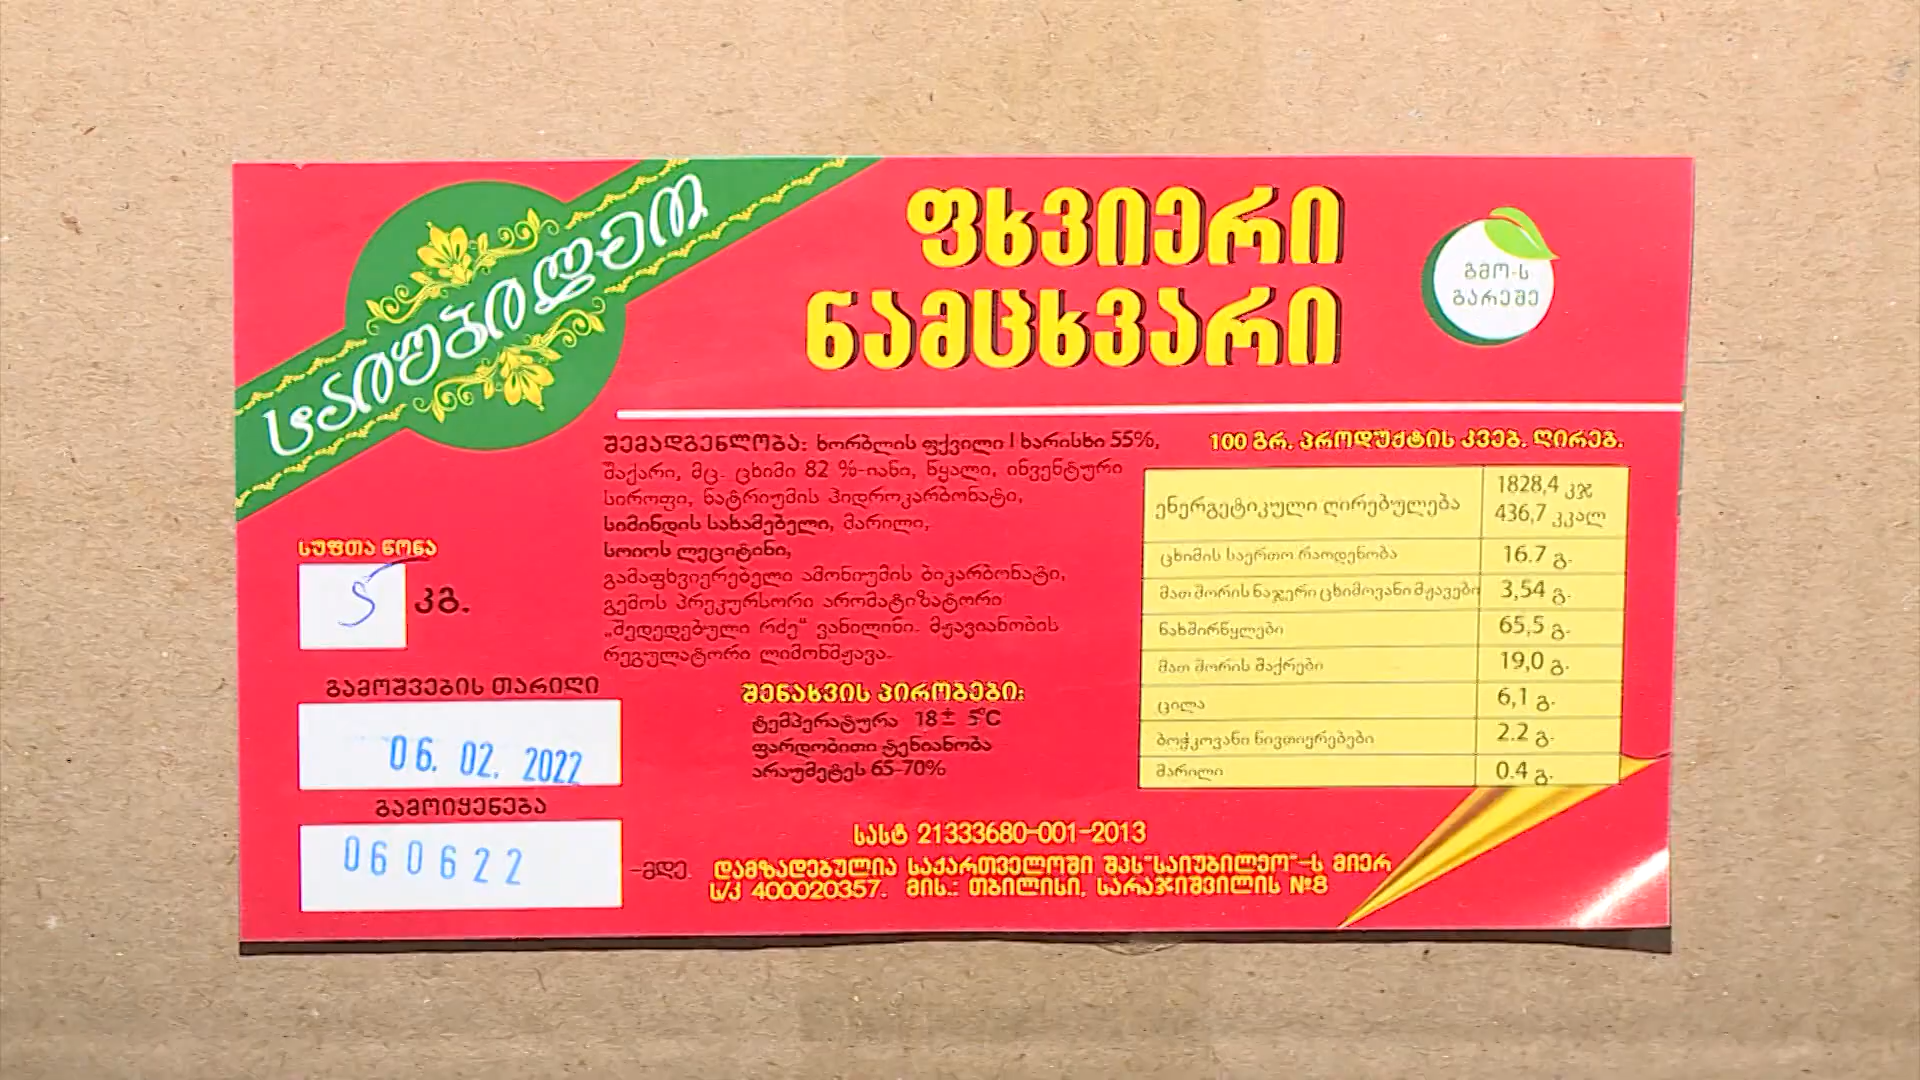 საიუბილეო
ფხვიერი
ნამცხვარი
გმო-ს
გარეშე
შემადგენლობა: ხორბლის ფქვილი I ხარისხი 55%,
შაქარი, მც. ცხიმი 82 %-იანი, წყალი, ინვენტური
სიროფი, ნატრიუმის ჰიდროკარბონატი,
სიმინდის სახამებელი, მარილი,
სოიოს ლეციტინი,
გამაფხვიერებელი ამონიუმის ბიკარბონატი,
გემოს პრეკურსორი არომატიზატორი
„შედედებული რძე“ ვანილინი. მჟავიანობის
რეგულატორი ლიმონმჟავა.
შენახვის პირობები:
ტემპერატურა 18± 5°C
ფარდობითი ტენიანობა
არაუმეტეს 65-70%
100 გრ. პროდუქტის კვებ. ღირებ.
ენერგეტიკული ღირებულება 1828,4 კჯ
436,7 კკალ
ცხიმის საერთო რაოდენობა 16.7 გ.
მათ შორის ნაჯერი ცხიმოვანი მჟავები 3,54 გ.
ნახშირწყლები 65,5 გ.
მათ შორის შაქრები 19,0 გ.
ცილა 6,1 გ.
ბოჭკოვანი ნივთიერებები 2.2 გ.
მარილი 0.4 გ.
სუფთა წონა
5 კგ.
გამოშვების თარიღი
06. 02. 2022
გამოიყენება
060622 -მდე.
სასტ 21333680-001-2013
დამზადებულია საქართველოში შპს"საიუბილეო"-ს მიერ
ს/კ 400020357. მის.: თბილისი, სარაჯიშვილის №8